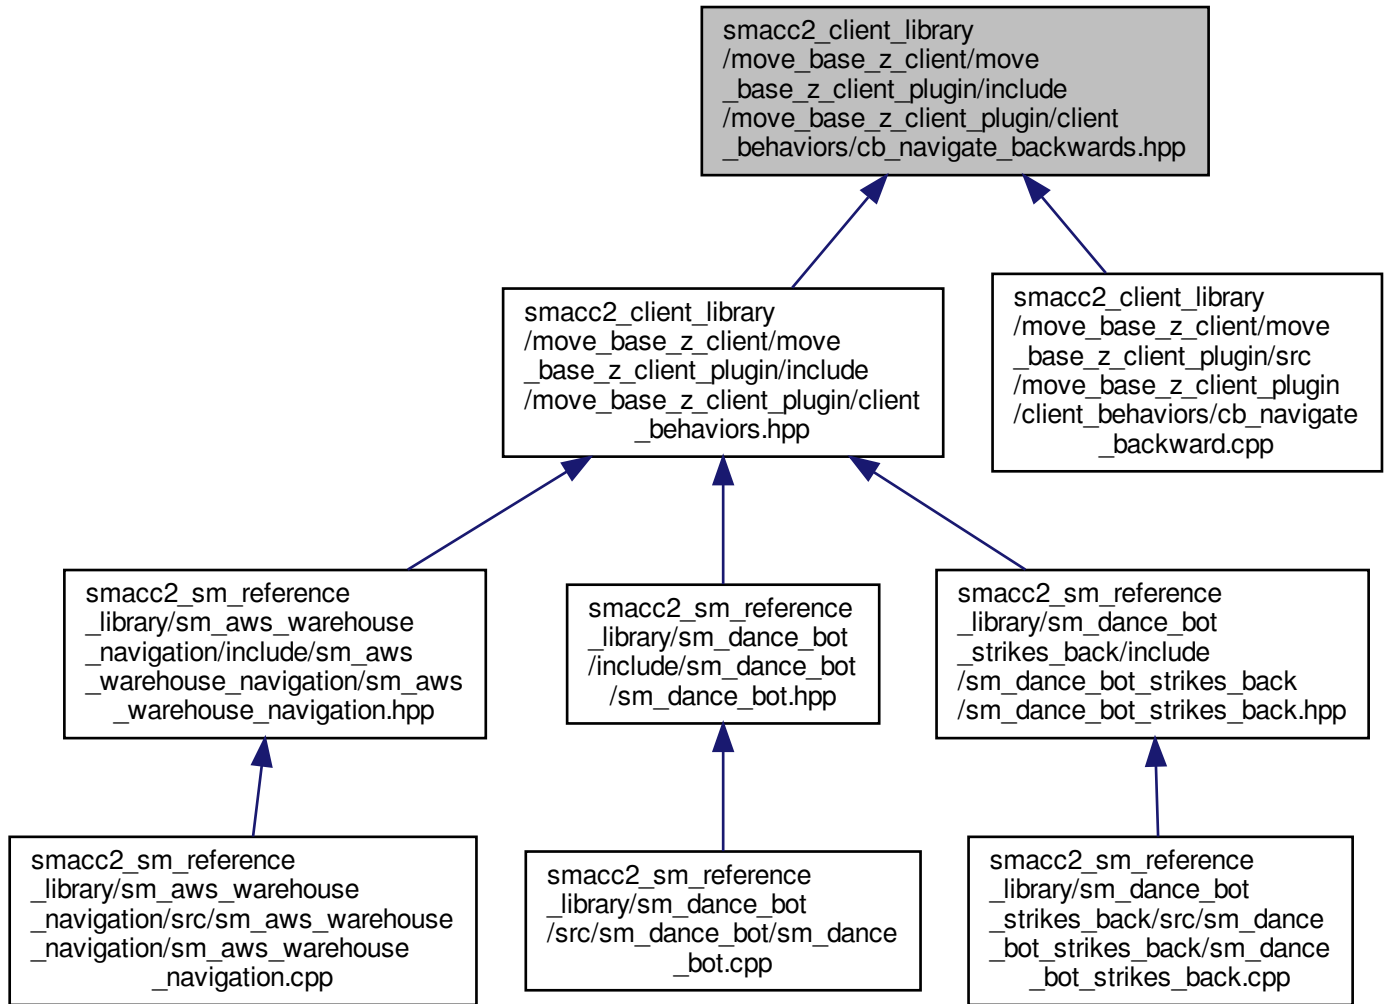 smacc2_client_library
/move_base_z_client/move
_base_z_client_plugin/include
/move_base_z_client_plugin/client
_behaviors/cb_navigate_backwards.hpp
smacc2_client_library
/move_base_z_client/move
_base_z_client_plugin/include
/move_base_z_client_plugin/client
_behaviors.hpp
smacc2_client_library
/move_base_z_client/move
_base_z_client_plugin/src
/move_base_z_client_plugin
/client_behaviors/cb_navigate
_backward.cpp
smacc2_sm_reference
_library/sm_aws_warehouse
_navigation/include/sm_aws
_warehouse_navigation/sm_aws
_warehouse_navigation.hpp
smacc2_sm_reference
_library/sm_dance_bot
/include/sm_dance_bot
/sm_dance_bot.hpp
smacc2_sm_reference
_library/sm_dance_bot
_strikes_back/include
/sm_dance_bot_strikes_back
/sm_dance_bot_strikes_back.hpp
smacc2_sm_reference
_library/sm_aws_warehouse
_navigation/src/sm_aws_warehouse
_navigation/sm_aws_warehouse
_navigation.cpp
smacc2_sm_reference
_library/sm_dance_bot
/src/sm_dance_bot/sm_dance
_bot.cpp
smacc2_sm_reference
_library/sm_dance_bot
_strikes_back/src/sm_dance
_bot_strikes_back/sm_dance
_bot_strikes_back.cpp